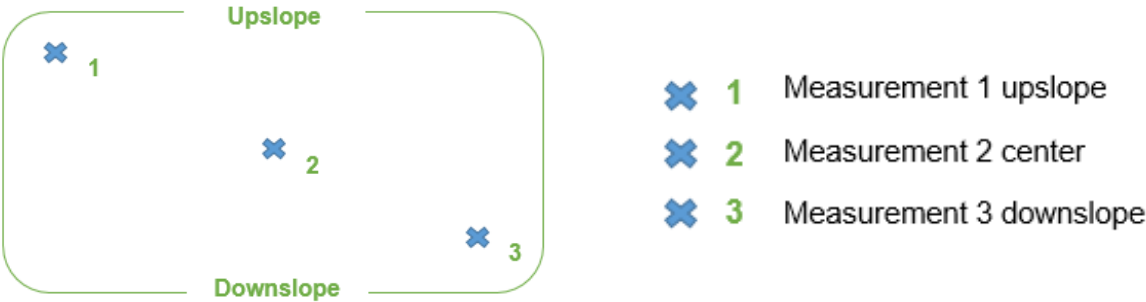 Upslope
1
2
3
Downslope
1 Measurement 1 upslope
2 Measurement 2 center
3 Measurement 3 downslope